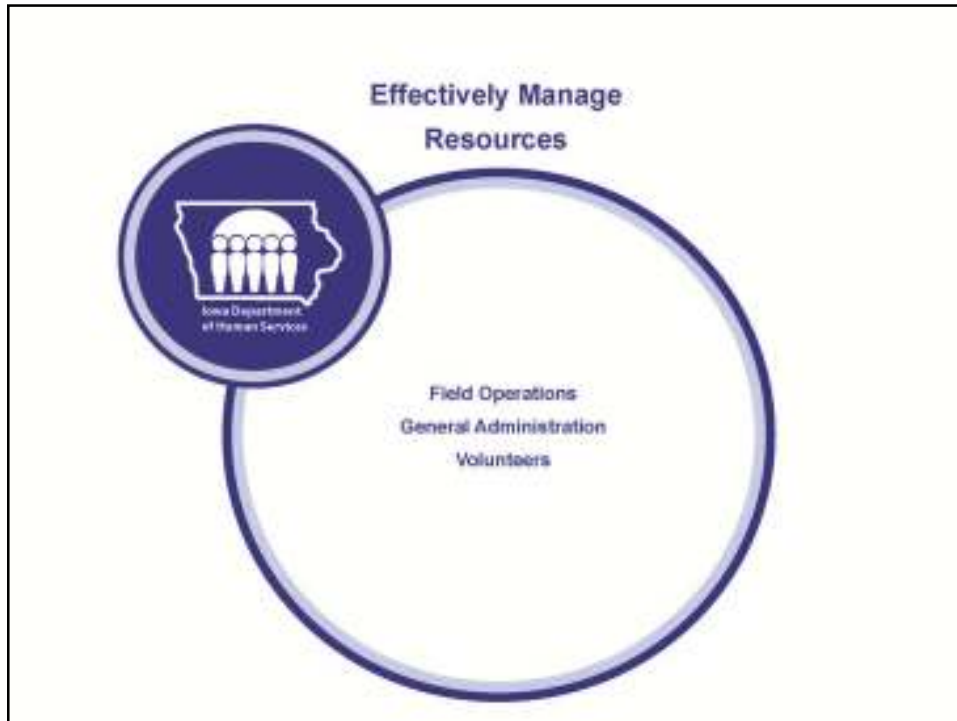 Effectively Manage
Resources
Iowa Department
of Human Services
Field Operations
General Administration
Volunteers